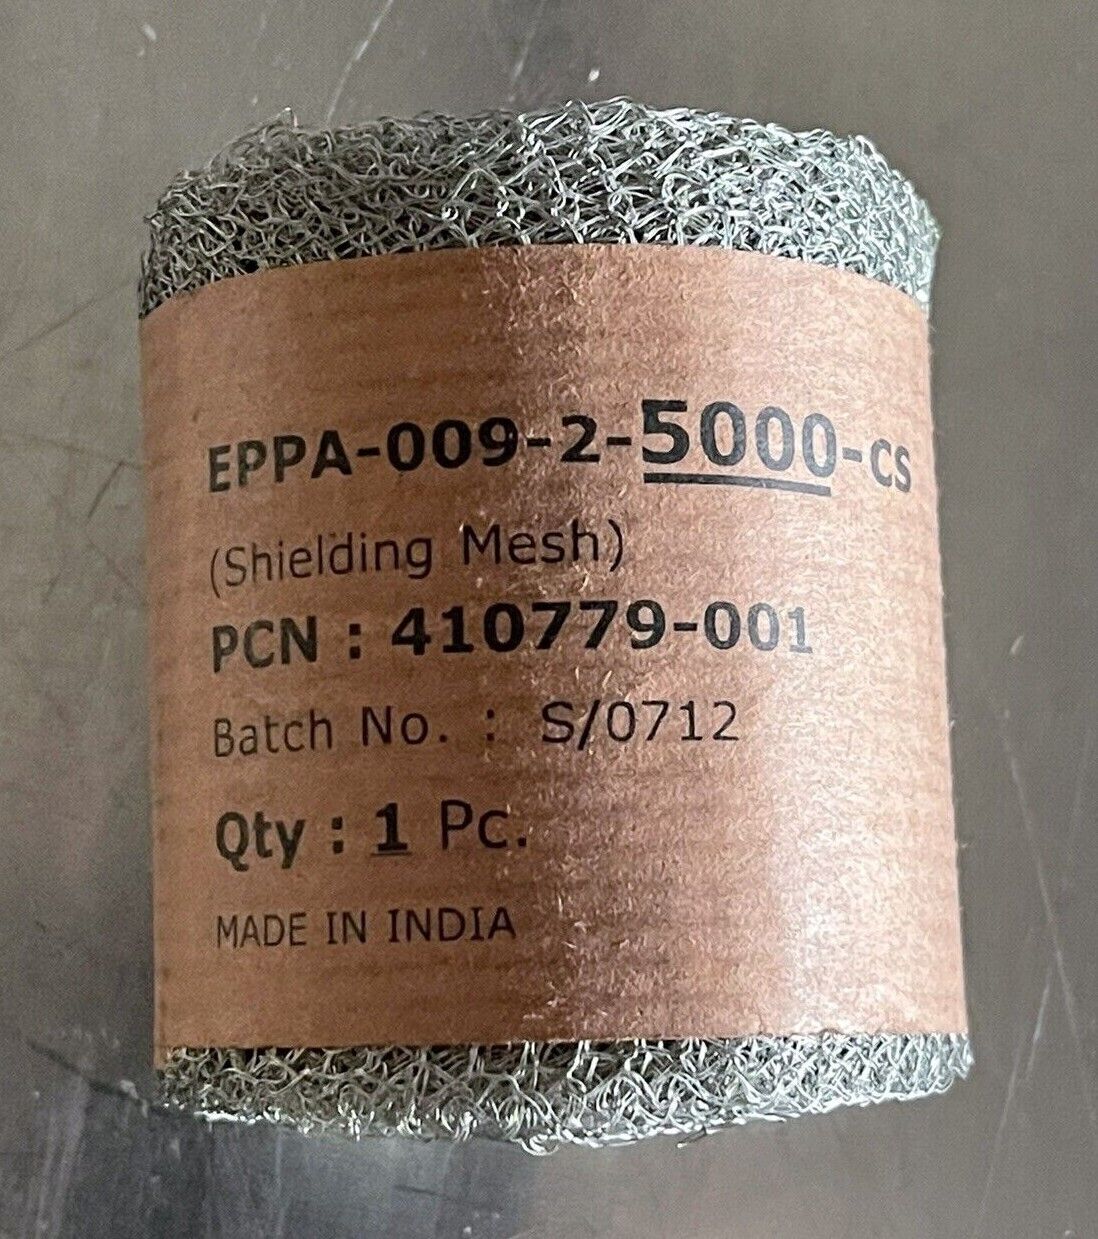 EPPA-009-2-5000-CS
(Shielding Mesh)
PCN : 410779-001
Batch No. : S/0712
Qty : 1 Pc.
MADE IN INDIA